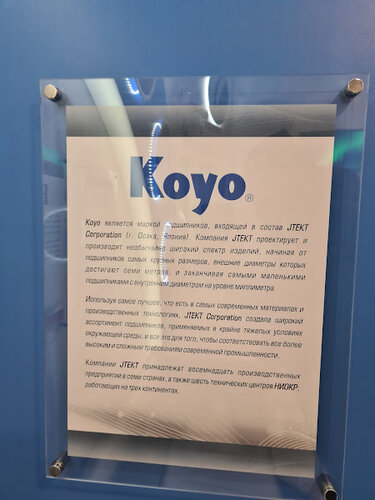 Koyo®
Koyo является маркой подшипников, входящей в состав JTEKT
Corporation (г. Осака, Япония). Компания JTEKT проектирует и
производит необычайно широкий спектр изделий, начиная от
подшипников самых крупных размеров, внешние диаметры которых
достигают семи метров, и заканчивая самыми маленькими
подшипниками с внутренним диаметром на уровне миллиметра.
Используя самое лучшее, что есть в самых современных материалах и
производственных технологиях, JTEKT Corporation создала широкий
ассортимент подшипников, применяемых в крайне тяжелых условиях
окружающей среды, и все это для того, чтобы соответствовать все более
высоким и сложным требованиям современной промышленности.
Компании JTEKT принадлежат восемнадцать производственных
предприятий в семи странах, а также шесть технических центров НИОКР,
работающих на трех континентах.